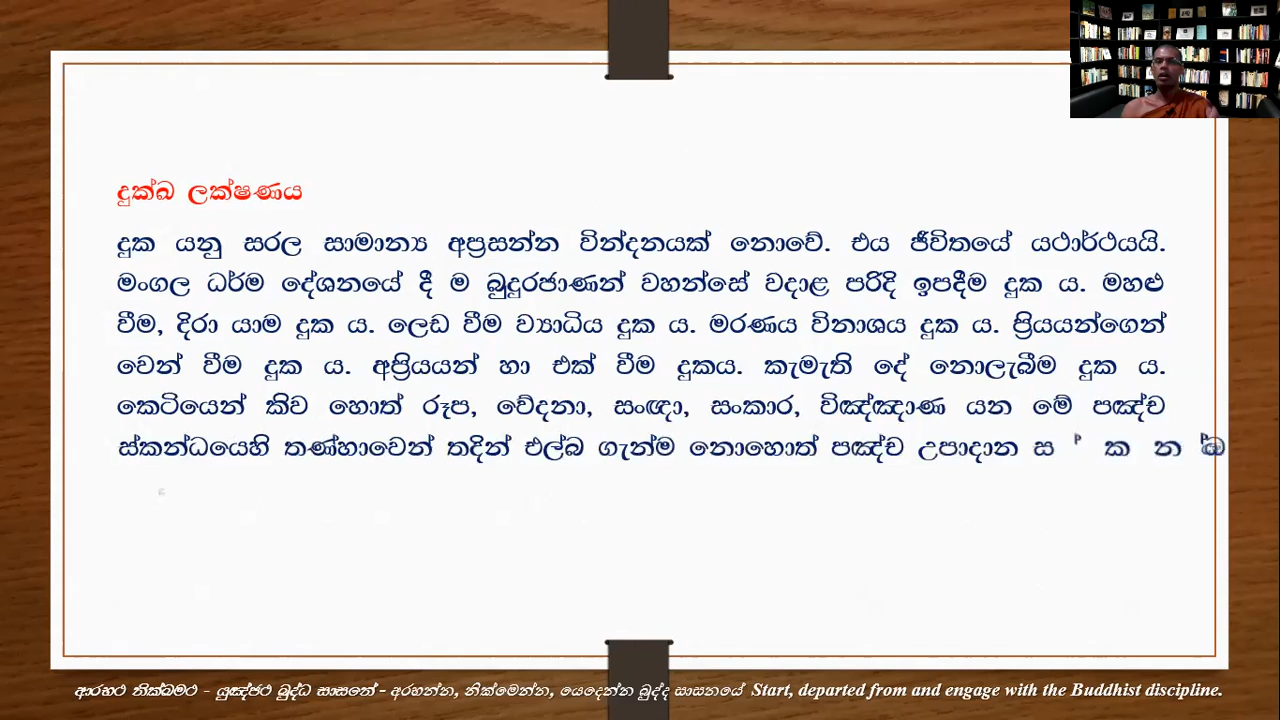 දුක්ඛ ලක්ෂණය
දුක යනු සරල සාමාන්‍ය අප්‍රසන්න වින්දනයක් නොවේ. එය ජීවිතයේ යථාර්ථයයි.
මංගල ධර්ම දේශනයේ දී ම බුදුරජාණන් වහන්සේ වදාළ පරිදි ඉපදීම දුක ය. මහළු
වීම, දිරා යාම දුක ය. ලෙඩ වීම ව්‍යාධිය දුක ය. මරණය විනාශය දුක ය. ප්‍රියයන්ගෙන්
වෙන් වීම දුක ය. අප්‍රියයන් හා එක් වීම දුකය. කැමැති දේ නොලැබීම දුක ය.
කෙටියෙන් කිව හොත් රූප, වේදනා, සංඥා, සංකාර, විඤ්ඤාණ යන මේ පඤ්ච
ස්කන්ධයෙහි තණ්හාවෙන් තදින් එල්බ ගැන්ම නොහොත් පඤ්ච උපාදාන
ආරභථ නික්ඛමථ - යුඤ්ජථ බුද්ධ සාසනේ - අරඹන්න, නික්මෙන්න, යෙදෙන්න බුද්ධ සාසනයේ Start, departed from and engage with the Buddhist discipline.